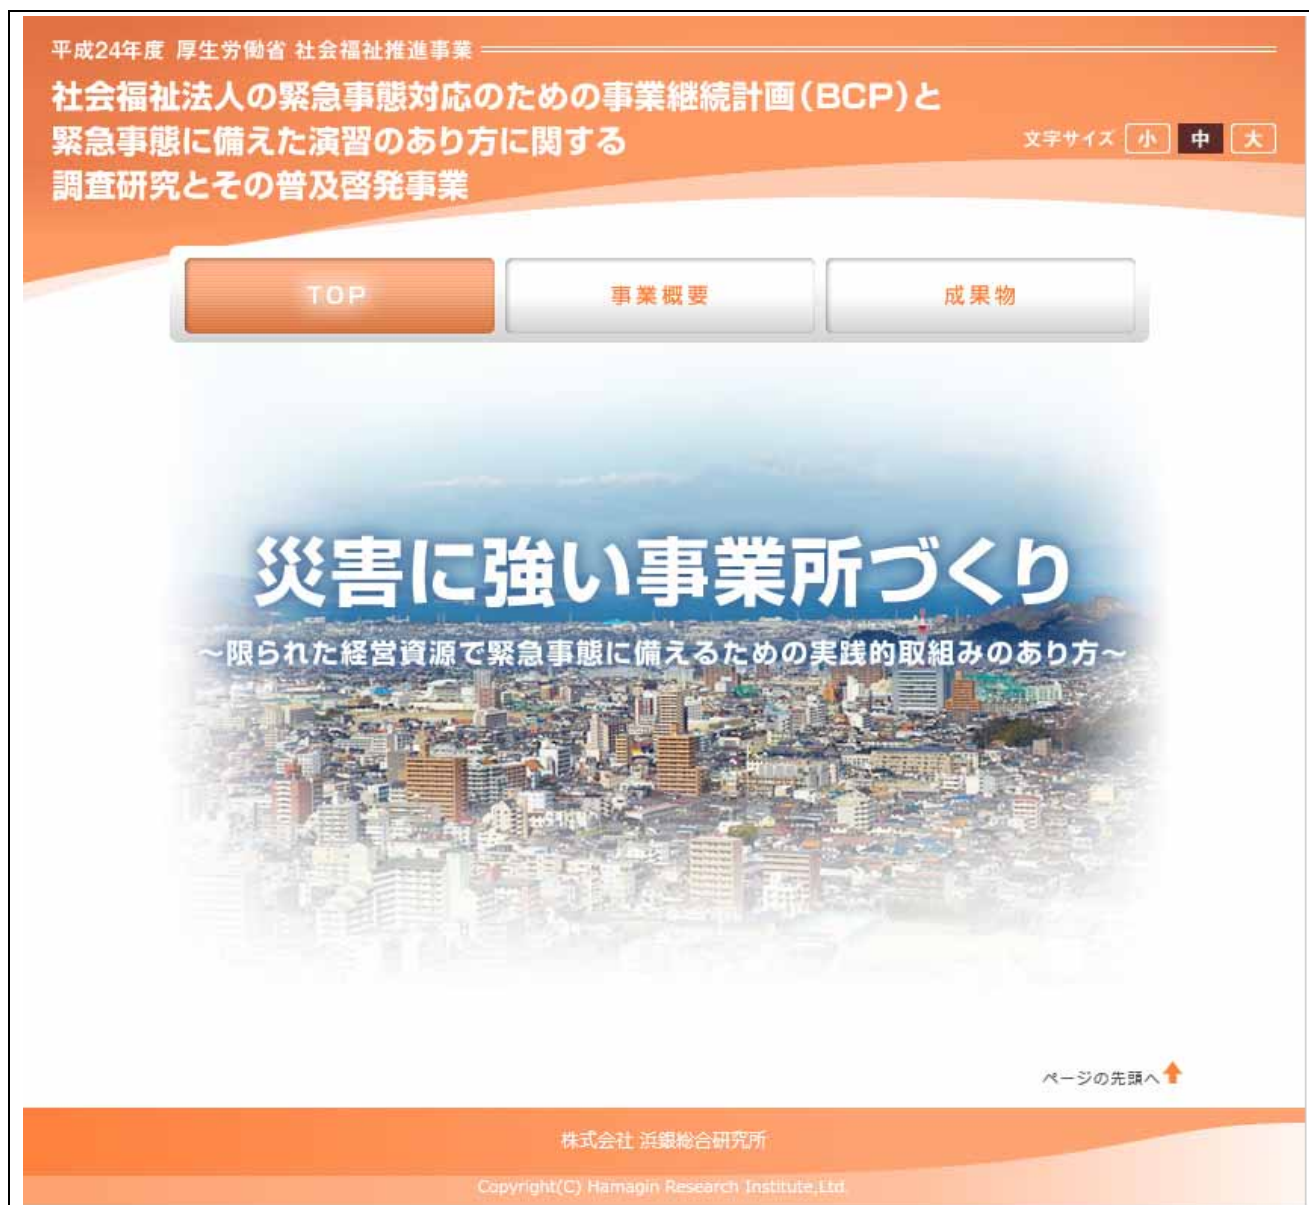 平成24年度 厚生労働省 社会福祉推進事業
社会福祉法人の緊急事態対応のための事業継続計画(BCP)と
緊急事態に備えた演習のあり方に関する
調査研究とその普及啓発事業
文字サイズ 小 中 大
TOP 事業概要 成果物
災害に強い事業所づくり
～限られた経営資源で緊急事態に備えるための実践的取組みのあり方～
ページの先頭へ
株式会社 浜銀総合研究所
Copyright(C) Hamagin Research Institute,Ltd.